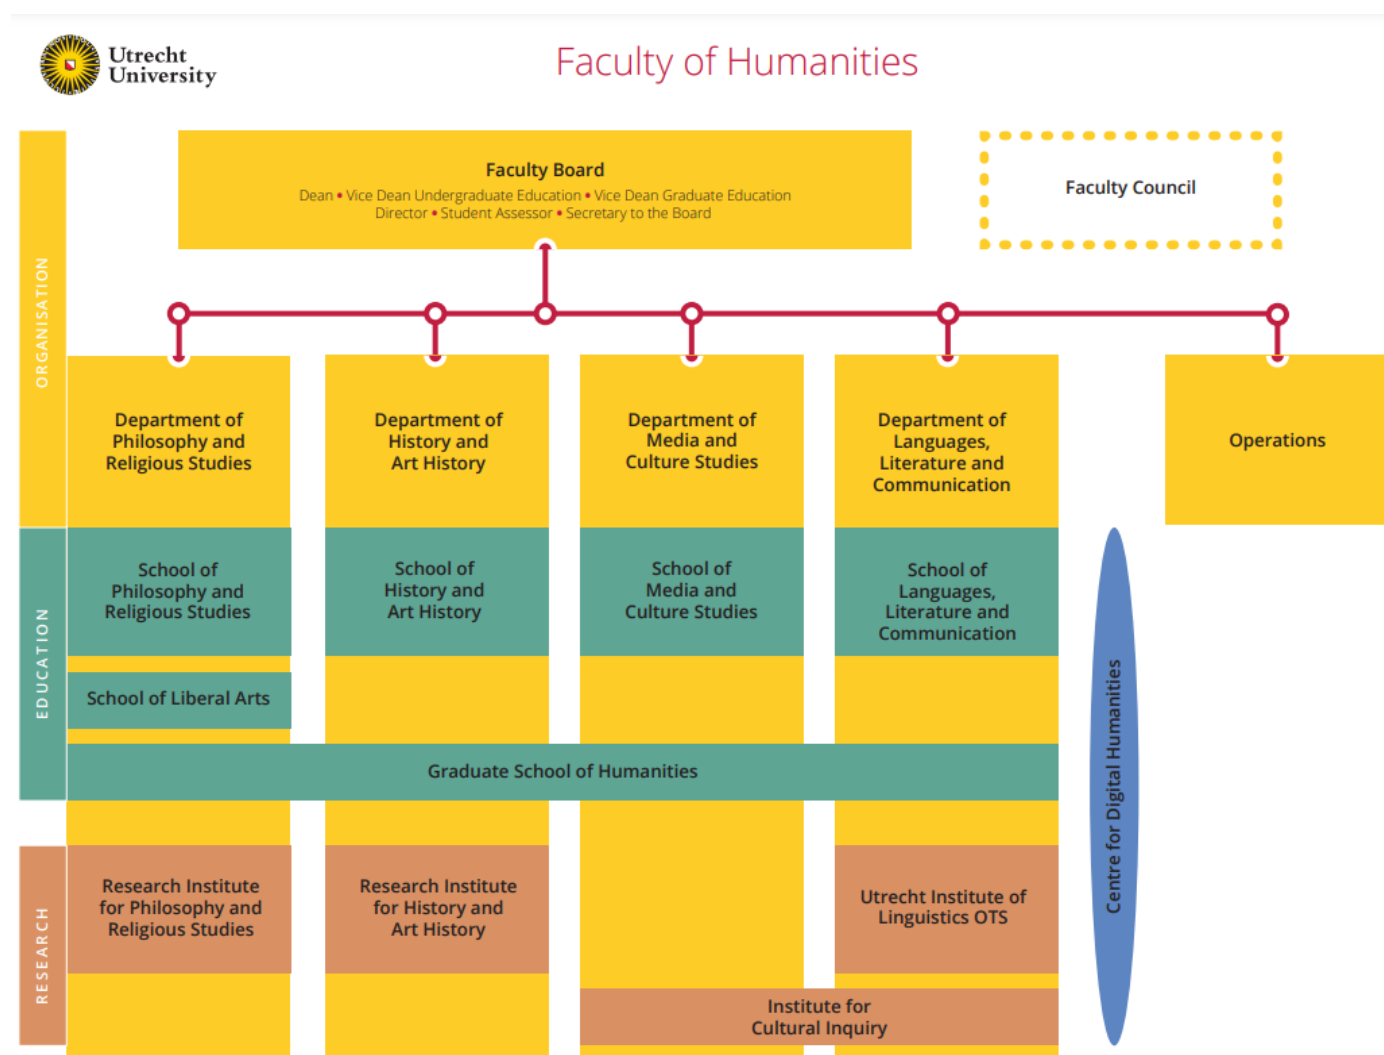 Utrecht
University
Faculty of Humanities
Faculty Board
Dean • Vice Dean Undergraduate Education • Vice Dean Graduate Education
Director • Student Assessor • Secretary to the Board
Faculty Council
ORGANISATION
Department of
Philosophy and
Religious Studies
Department of
History and
Art History
Department of
Media and
Culture Studies
Department of
Languages,
Literature and
Communication
Operations
EDUCATION
School of
Philosophy and
Religious Studies
School of
History and
Art History
School of
Media and
Culture Studies
School of
Languages,
Literature and
Communication
School of Liberal Arts
Graduate School of Humanities
Centre for Digital Humanities
RESEARCH
Research Institute
for Philosophy and
Religious Studies
Research Institute
for History and
Art History
Utrecht Institute of
Linguistics OTS
Institute for
Cultural Inquiry